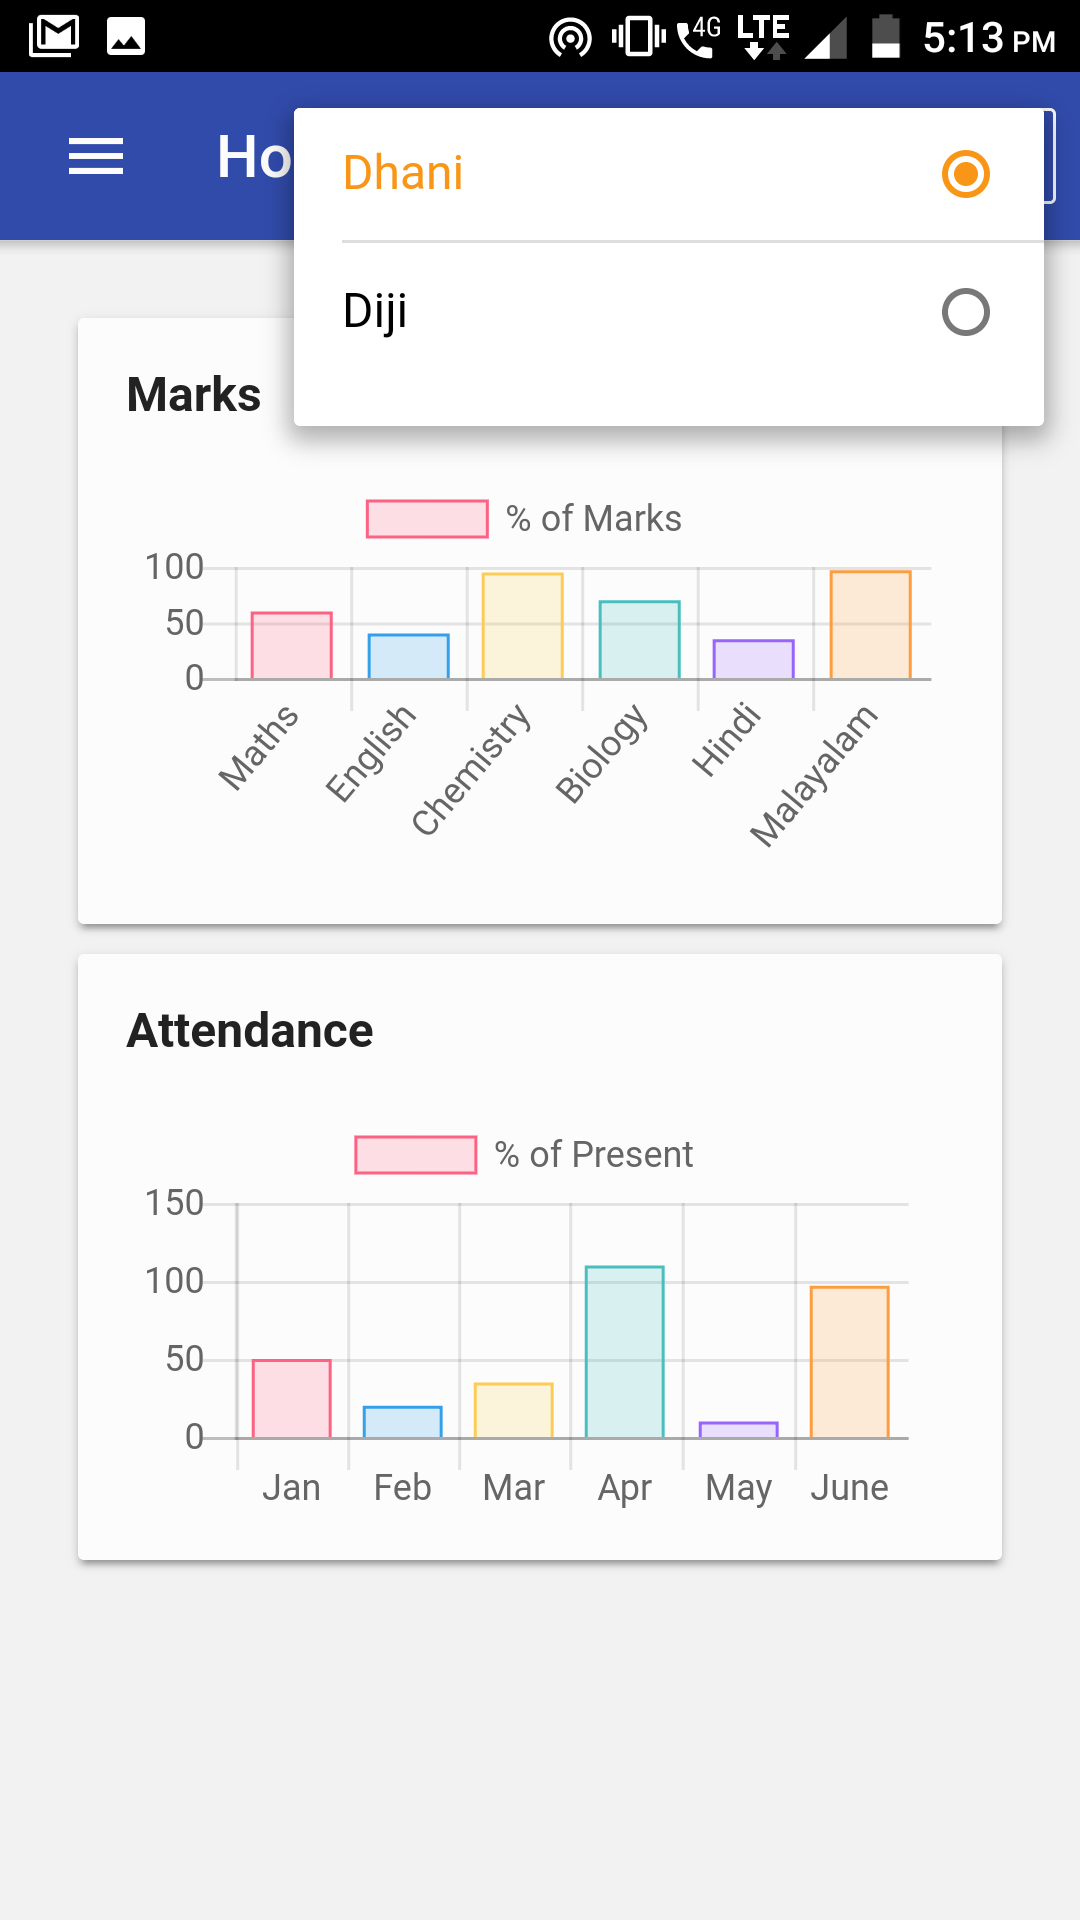 4G LTE 5:13 PM
Ho
Dhani
Diji
Marks
% of Marks
100
50
0
Maths English Chemistry Biology Hindi Malayalam
Attendance
% of Present
150
100
50
0
Jan Feb Mar Apr May June